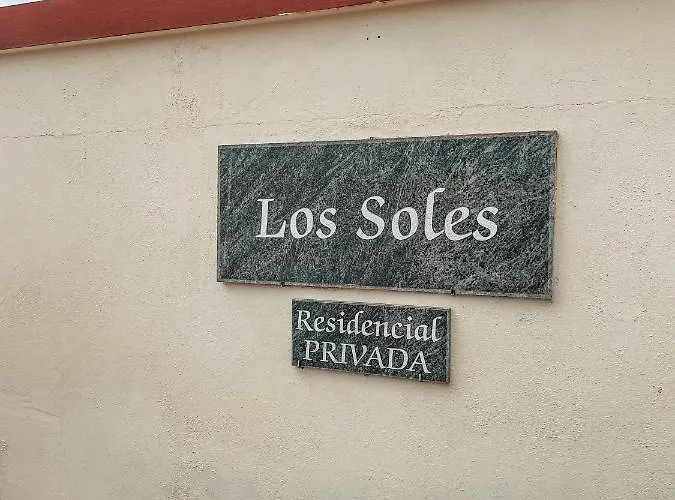 Los Soles
Residencial
PRIVADA